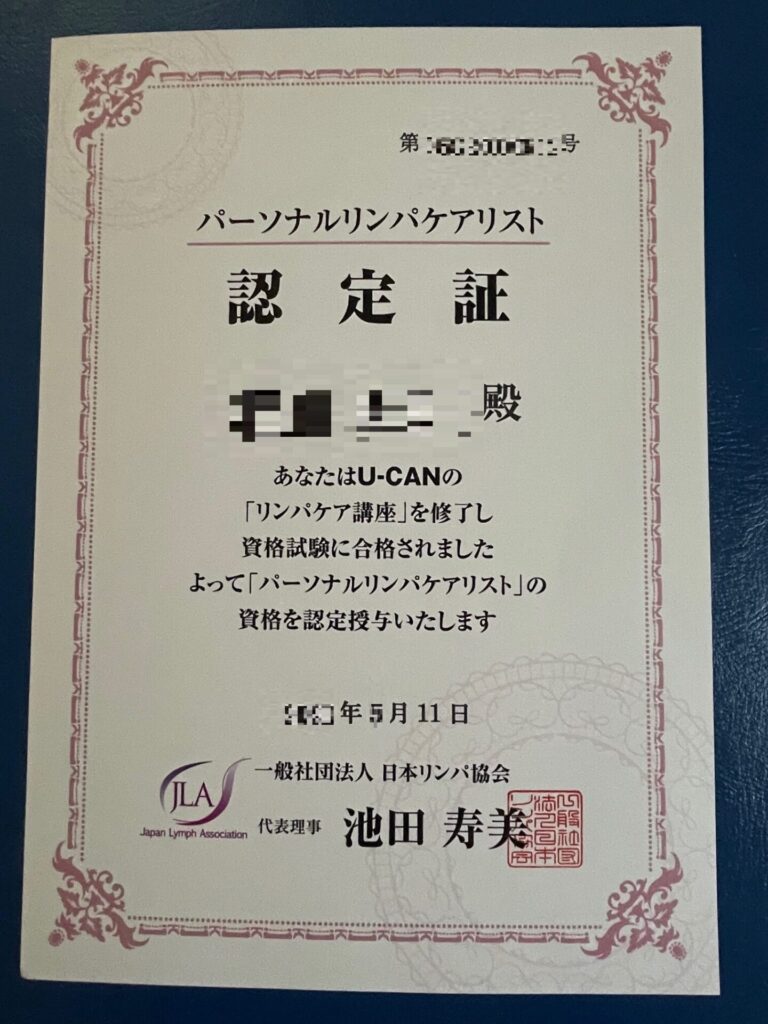 第 号
パーソナルリンパケアリスト
認定証
殿
あなたはU-CANの
「リンパケア講座」を修了し
資格試験に合格されました
よって「パーソナルリンパケアリスト」の
資格を認定授与いたします
年5月11日
一般社団法人 日本リンパ協会
JLA
Japan Lymph Association
代表理事 池田 寿美